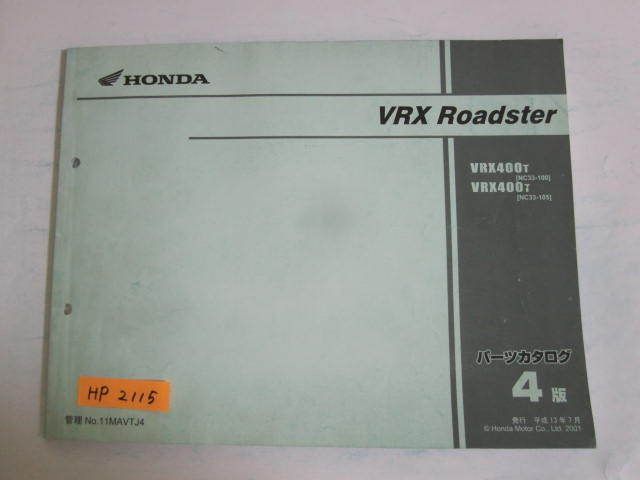 HONDA
VRX Roadster
VRX400T
[NC33-100]
VRX400T
[NC33-105]
パーツカタログ
4版
HP 2115
管理 No.11MAVTJ4
発行 平成13年7月
© Honda Motor Co., Ltd. 2001